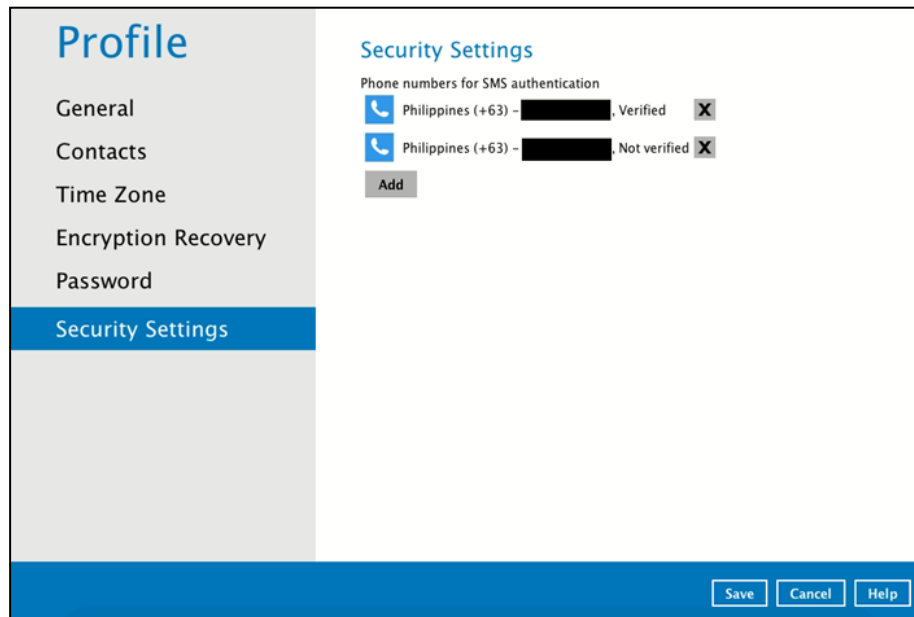 Profile
General
Contacts
Time Zone
Encryption Recovery
Password
Security Settings
Security Settings
Phone numbers for SMS authentication
Philippines (+63) – , Verified X
Philippines (+63) – , Not verified X
Add
Save Cancel Help